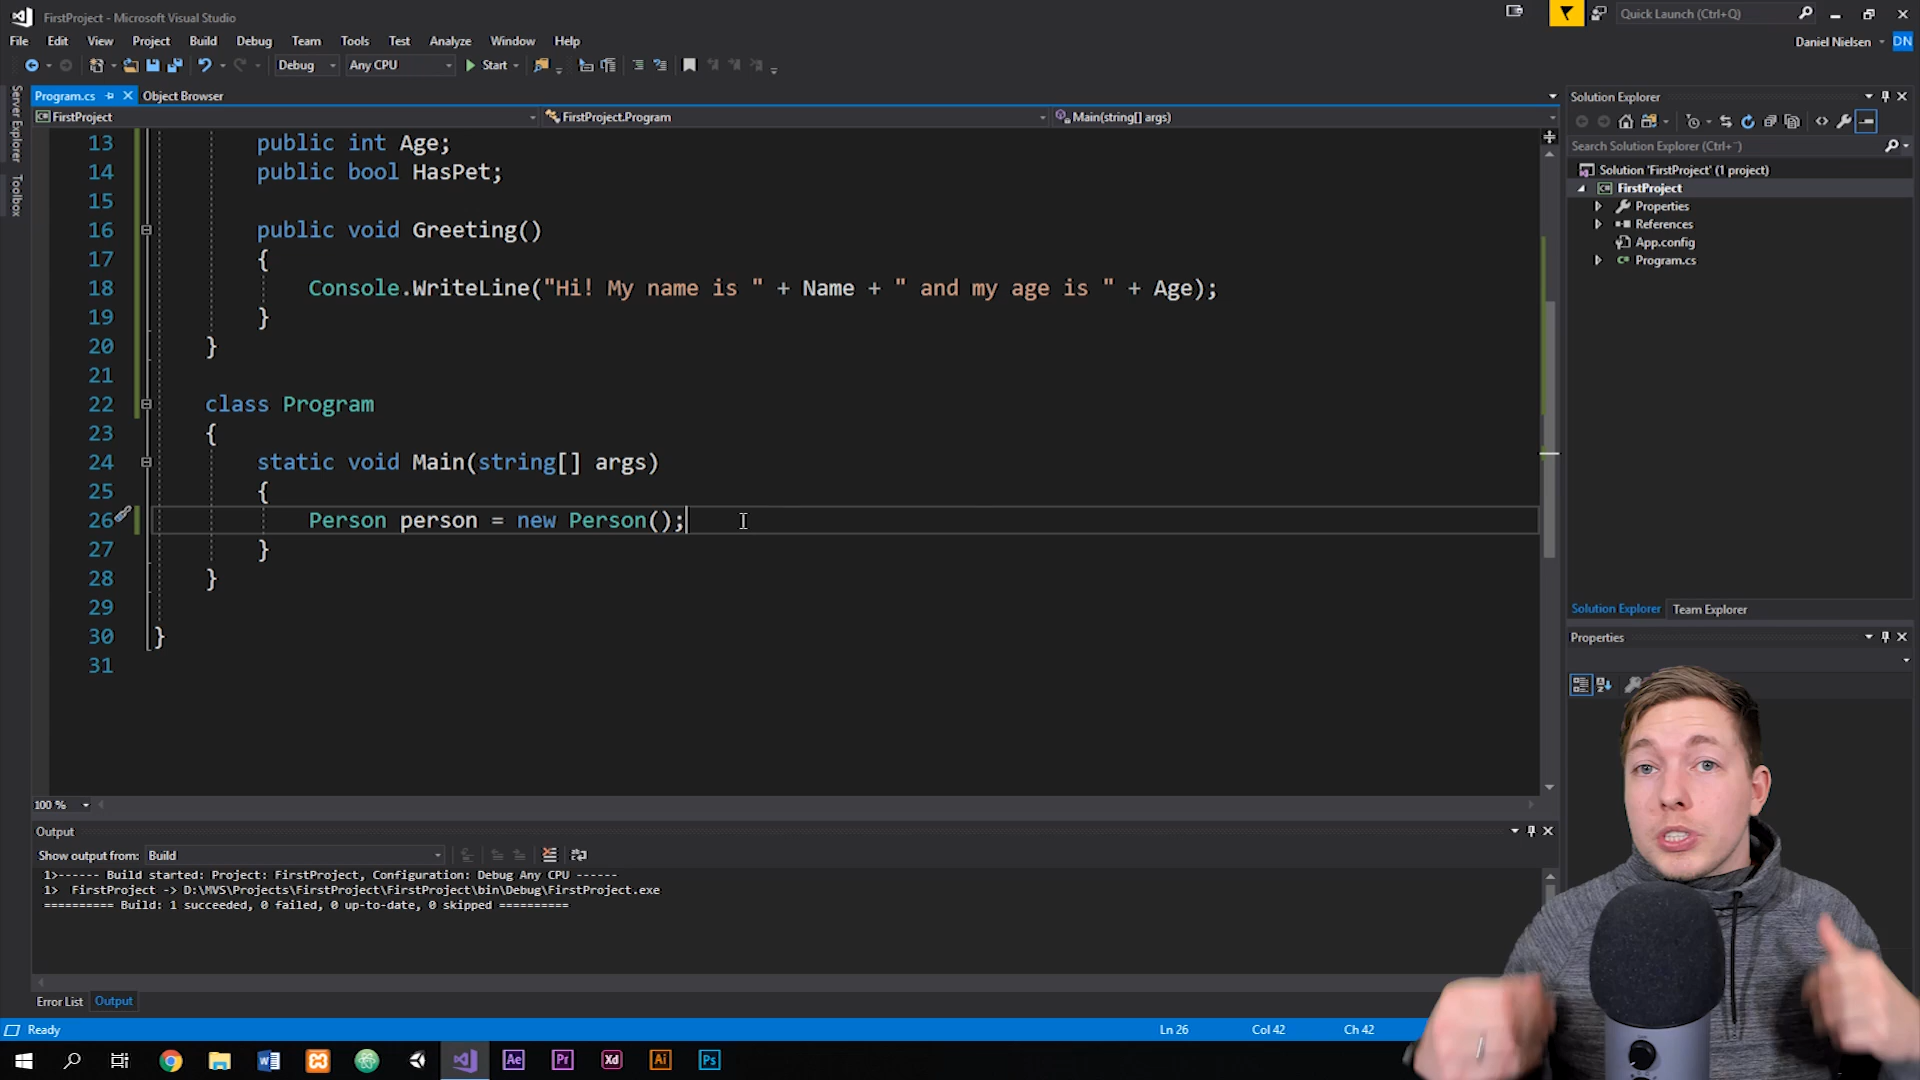 FirstProject - Microsoft Visual Studio
Quick Launch (Ctrl+Q)
File Edit View Project Build Debug Team Tools Test Analyze Window Help
Daniel Nielsen DN
Debug Any CPU Start
Program.cs Object Browser
FirstProject FirstProject.Program Main(string[] args)
Server Explorer
Toolbox
13 public int Age;
14 public bool HasPet;
15
16 public void Greeting()
17 {
18 Console.WriteLine("Hi! My name is " + Name + " and my age is " + Age);
19 }
20 }
21
22 class Program
23 {
24 static void Main(string[] args)
25 {
26 Person person = new Person();
27 }
28 }
29
30 }
31
100 %
Solution Explorer
Search Solution Explorer (Ctrl+¨)
Solution 'FirstProject' (1 project)
FirstProject
Properties
References
App.config
Program.cs
Solution Explorer Team Explorer
Properties
Output
Show output from: Build
1>------ Build started: Project: FirstProject, Configuration: Debug Any CPU ------
1> FirstProject -> D:\MVS\Projects\FirstProject\FirstProject\bin\Debug\FirstProject.exe
========== Build: 1 succeeded, 0 failed, 0 up-to-date, 0 skipped ==========
Error List Output
Ready Ln 26 Col 42 Ch 42
Ae Pr Xd Ai Ps